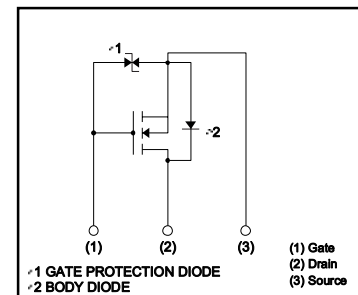 *1
*2
(1) (2) (3)
(1) Gate
(2) Drain
(3) Source
*1 GATE PROTECTION DIODE
*2 BODY DIODE